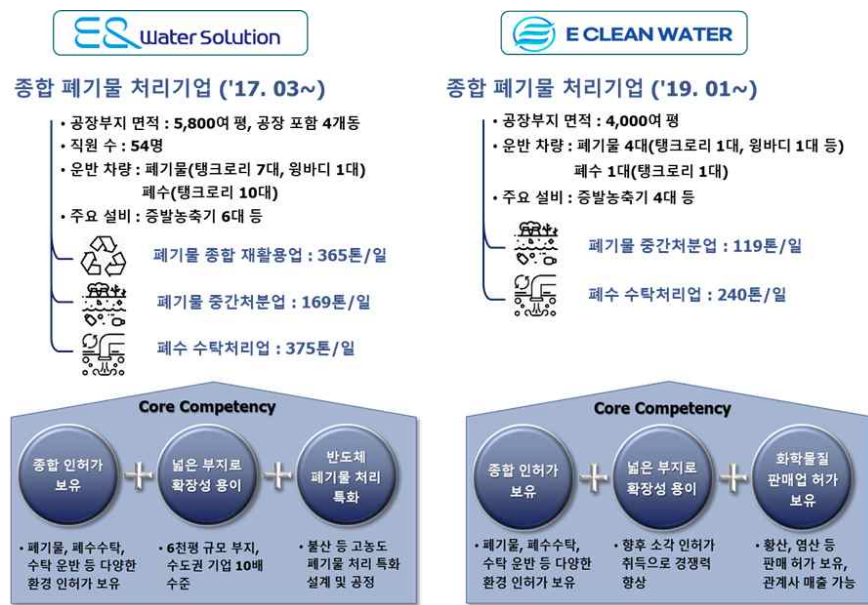 E& Water Solution
종합 폐기물 처리기업 ('17. 03~)
• 공장부지 면적 : 5,800여 평, 공장 포함 4개동
• 직원 수 : 54명
• 운반 차량 : 폐기물(탱크로리 7대, 윙바디 1대)
폐수(탱크로리 10대)
• 주요 설비 : 증발농축기 6대 등
폐기물 종합 재활용업 : 365톤/일
폐기물 중간처분업 : 169톤/일
폐수 수탁처리업 : 375톤/일
Core Competency
종합 인허가
보유
넓은 부지로
확장성 용이
반도체
폐기물 처리
특화
• 폐기물, 폐수수탁,
수탁 운반 등 다양한
환경 인허가 보유
• 6천평 규모 부지,
수도권 기업 10배
수준
• 불산 등 고농도
폐기물 처리 특화
설계 및 공정
E CLEAN WATER
종합 폐기물 처리기업 ('19. 01~)
• 공장부지 면적 : 4,000여 평
• 운반 차량 : 폐기물 4대(탱크로리 1대, 윙바디 1대 등)
폐수 1대(탱크로리 1대)
• 주요 설비 : 증발농축기 4대 등
폐기물 중간처분업 : 119톤/일
폐수 수탁처리업 : 240톤/일
Core Competency
종합 인허가
보유
넓은 부지로
확장성 용이
화학물질
판매업 허가
보유
• 폐기물, 폐수수탁,
수탁 운반 등 다양한
환경 인허가 보유
• 향후 소각 인허가
취득으로 경쟁력
향상
• 황산, 염산 등
판매 허가 보유,
관계사 매출 가능